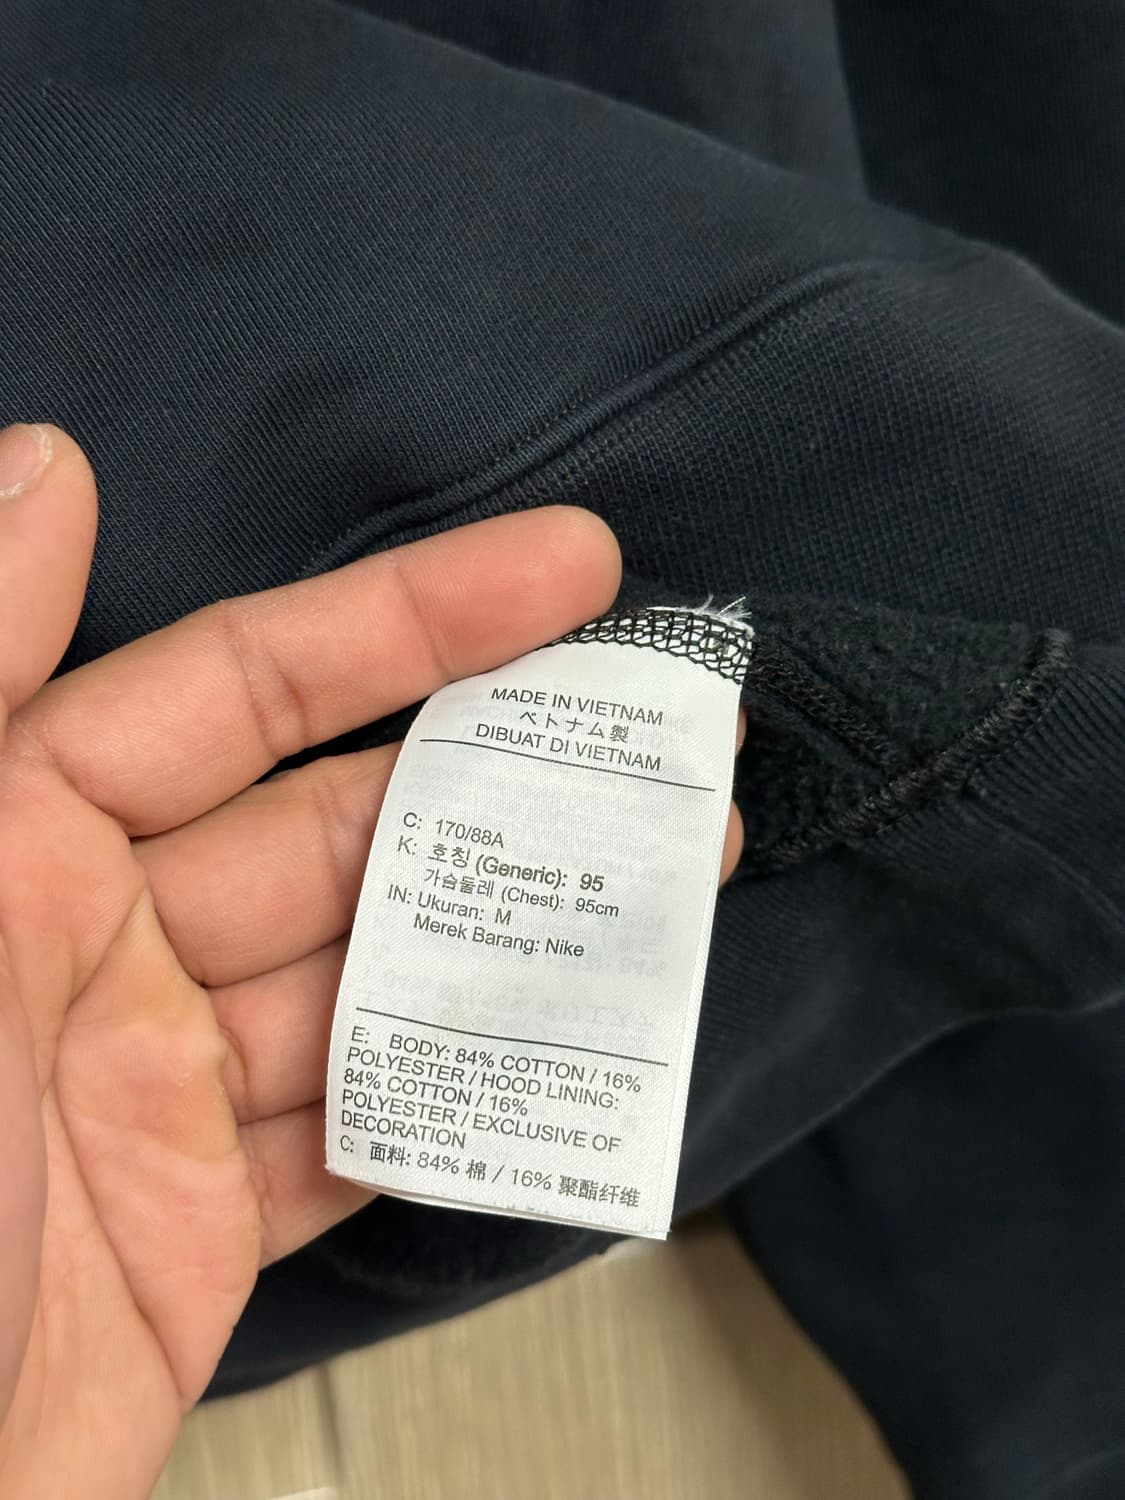 MADE IN VIETNAM
ベトナム製
DIBUAT DI VIETNAM
C: 170/88A
K: 호칭 (Generic): 95
가슴둘레 (Chest): 95cm
IN: Ukuran: M
Merek Barang: Nike
E: BODY: 84% COTTON / 16%
POLYESTER / HOOD LINING:
84% COTTON / 16%
POLYESTER / EXCLUSIVE OF
DECORATION
C: 面料: 84% 棉 / 16% 聚酯纤维